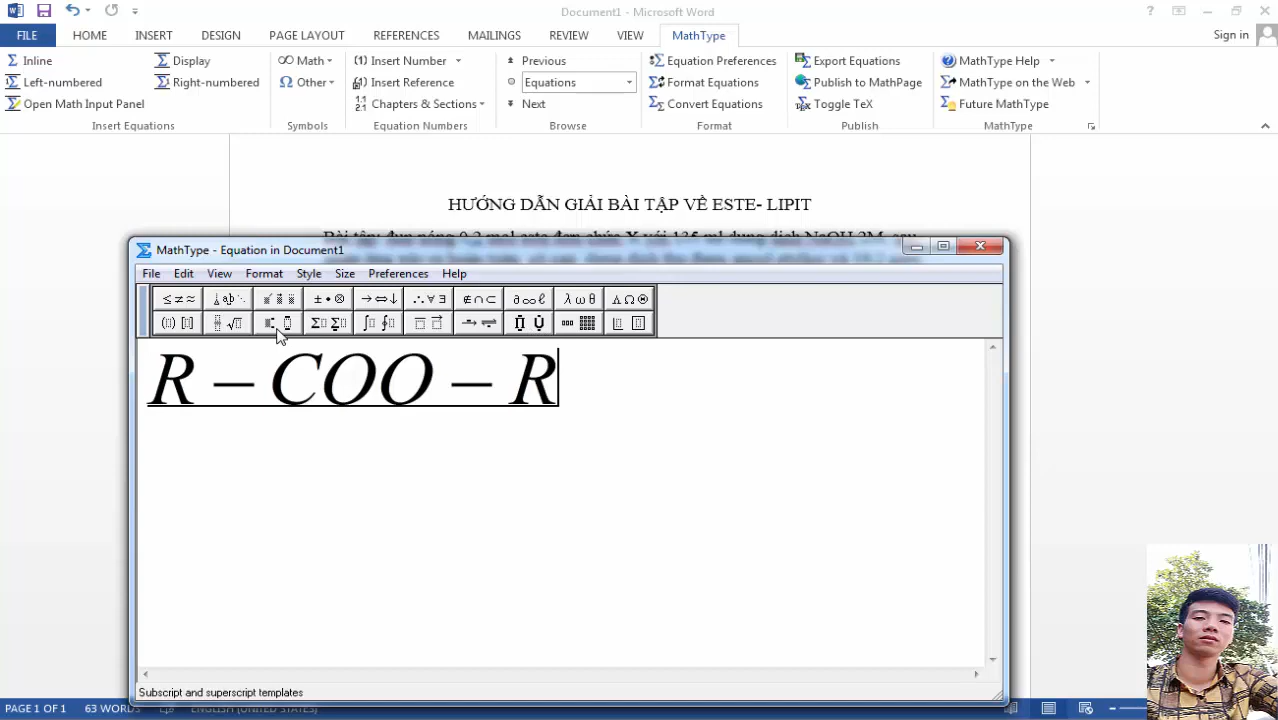 Document1 - Microsoft Word
FILE HOME INSERT DESIGN PAGE LAYOUT REFERENCES MAILINGS REVIEW VIEW MathType Sign in
Inline Display Math Insert Number Previous Equation Preferences Export Equations MathType Help
Left-numbered Right-numbered Other Insert Reference Equations Format Equations Publish to MathPage MathType on the Web
Open Math Input Panel Chapters & Sections Next Convert Equations Toggle TeX Future MathType
Insert Equations Symbols Equation Numbers Browse Format Publish MathType
HƯỚNG DẪN GIẢI BÀI TẬP VỀ ESTE- LIPIT
Bài tập: đun nóng 0,2 mol este đơn chức X với 135 ml dung dịch NaOH 2M, sau
MathType - Equation in Document1
File Edit View Format Style Size Preferences Help
R – COO – R
Subscript and superscript templates
PAGE 1 OF 1 63 WORDS ENGLISH (UNITED STATES)